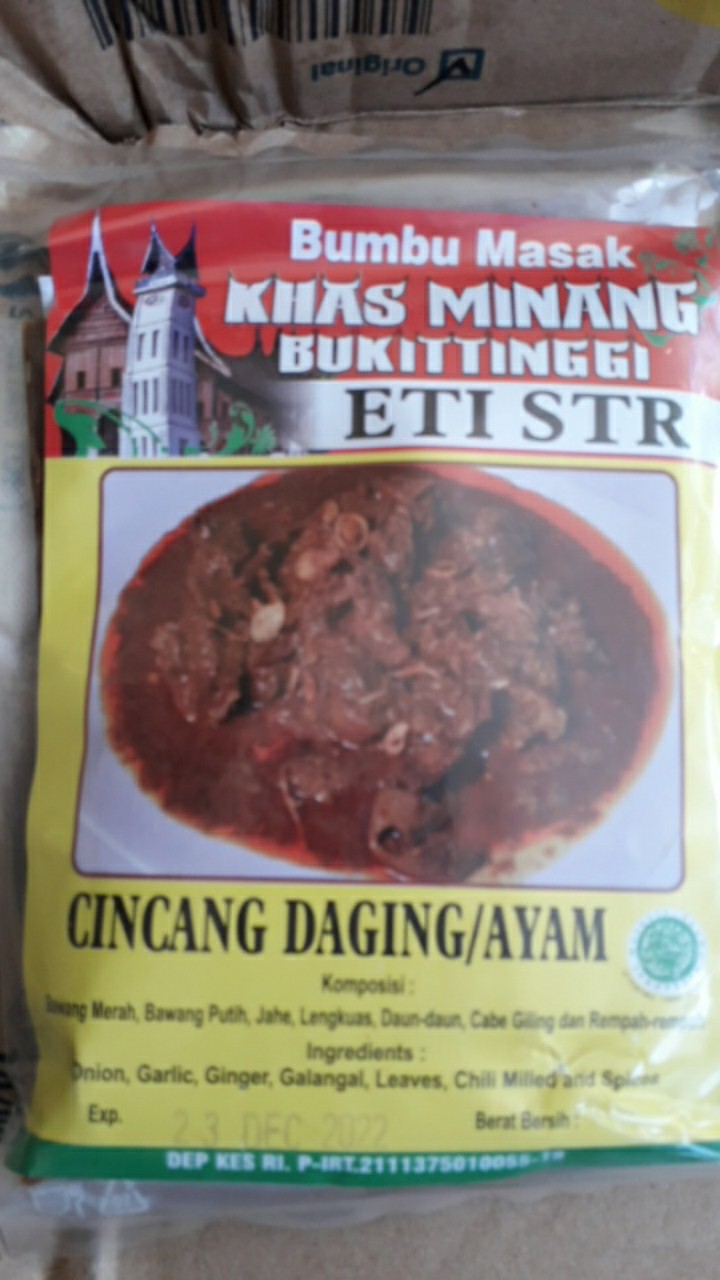 Original
Bumbu Masak
KHAS MINANG
BUKITTINGGI
ETI STR
CINCANG DAGING/AYAM
Komposisi :
Bawang Merah, Bawang Putih, Jahe, Lengkuas, Daun-daun, Cabe Giling dan
Ingredients :
Onion, Garlic, Ginger, Galangal, Leaves, Chili Milled and Spices
Exp. 23 DEC 2022 Berat Bersih :
DEP KES RI.